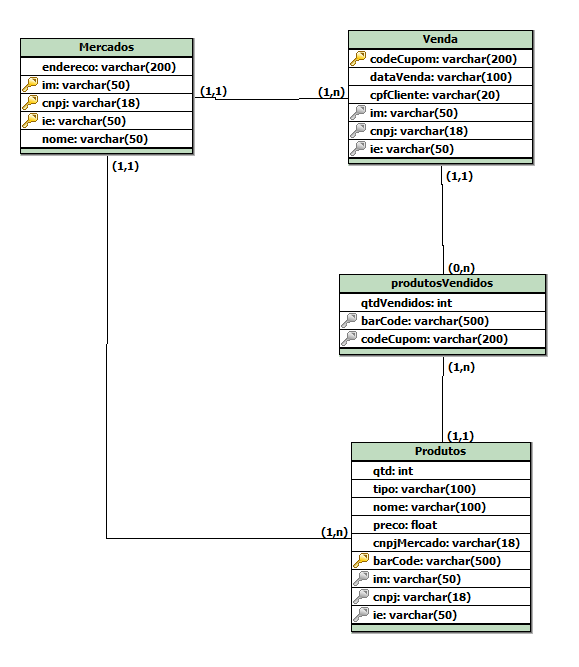 Mercados
endereco: varchar(200)
im: varchar(50)
cnpj: varchar(18)
ie: varchar(50)
nome: varchar(50)
(1,1)
(1,n)
Venda
codeCupom: varchar(200)
dataVenda: varchar(100)
cpfCliente: varchar(20)
im: varchar(50)
cnpj: varchar(18)
ie: varchar(50)
(1,1)
(1,1)
(0,n)
produtosVendidos
qtdVendidos: int
barCode: varchar(500)
codeCupom: varchar(200)
(1,n)
(1,1)
Produtos
qtd: int
tipo: varchar(100)
nome: varchar(100)
preco: float
cnpjMercado: varchar(18)
barCode: varchar(500)
im: varchar(50)
cnpj: varchar(18)
ie: varchar(50)
(1,n)